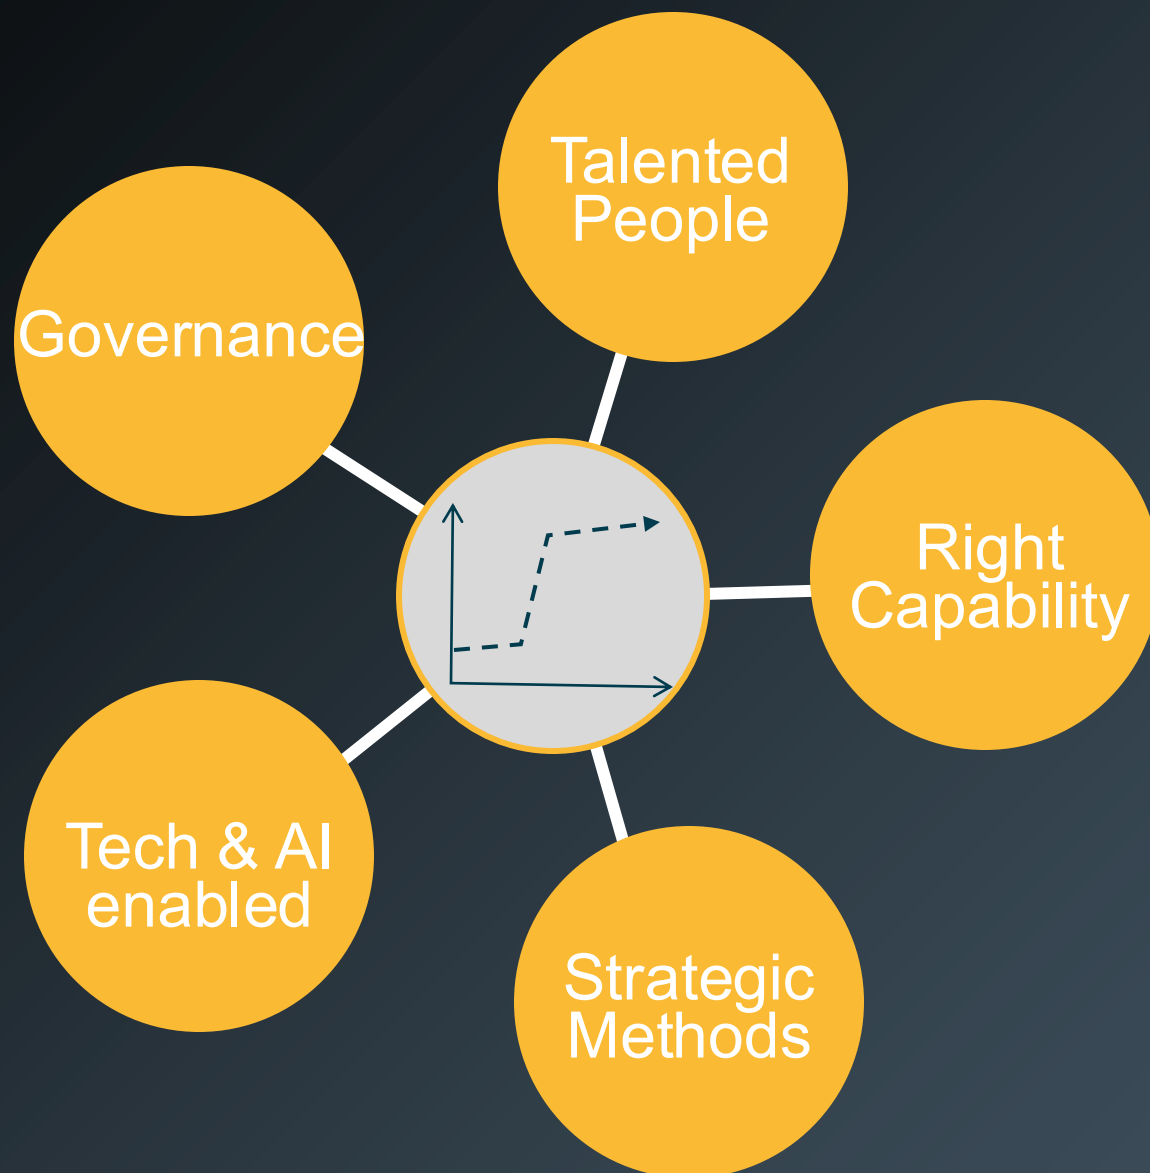 Talented
People
Governance
Right
Capability
Tech & AI
enabled
Strategic
Methods